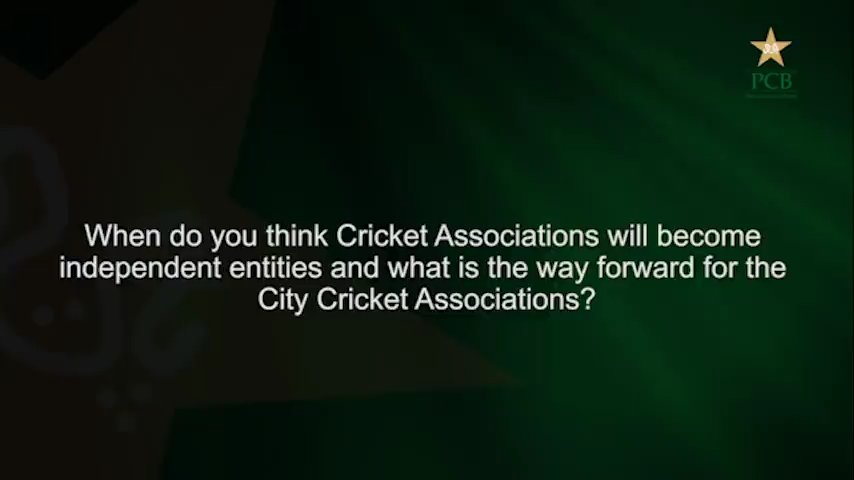 PCB
When do you think Cricket Associations will become
independent entities and what is the way forward for the
City Cricket Associations?